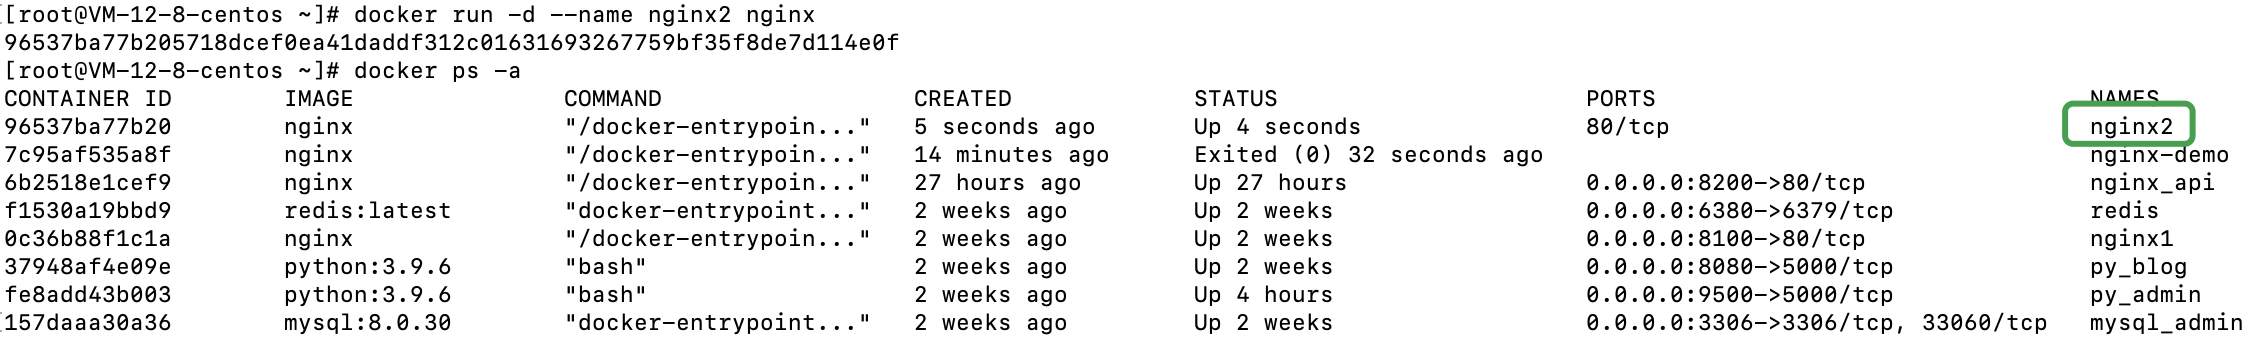 [root@VM-12-8-centos ~]# docker run -d --name nginx2 nginx
96537ba77b205718dcef0ea41daddf312c01631693267759bf35f8de7d114e0f
[root@VM-12-8-centos ~]# docker ps -a
CONTAINER ID        IMAGE               COMMAND                  CREATED             STATUS                      PORTS                               NAMES
96537ba77b20        nginx               "/docker-entrypoin..."   5 seconds ago       Up 4 seconds                80/tcp                              nginx2
7c95af535a8f        nginx               "/docker-entrypoin..."   14 minutes ago      Exited (0) 32 seconds ago                                       nginx-demo
6b2518e1cef9        nginx               "/docker-entrypoin..."   27 hours ago        Up 27 hours                 0.0.0.0:8200->80/tcp                nginx_api
f1530a19bbd9        redis:latest        "docker-entrypoint..."   2 weeks ago         Up 2 weeks                  0.0.0.0:6380->6379/tcp              redis
0c36b88f1c1a        nginx               "/docker-entrypoin..."   2 weeks ago         Up 2 weeks                  0.0.0.0:8100->80/tcp                nginx1
37948af4e09e        python:3.9.6        "bash"                   2 weeks ago         Up 2 weeks                  0.0.0.0:8080->5000/tcp              py_blog
fe8add43b003        python:3.9.6        "bash"                   2 weeks ago         Up 4 hours                  0.0.0.0:9500->5000/tcp              py_admin
157daaa30a36        mysql:8.0.30        "docker-entrypoint..."   2 weeks ago         Up 2 weeks                  0.0.0.0:3306->3306/tcp, 33060/tcp   mysql_admin